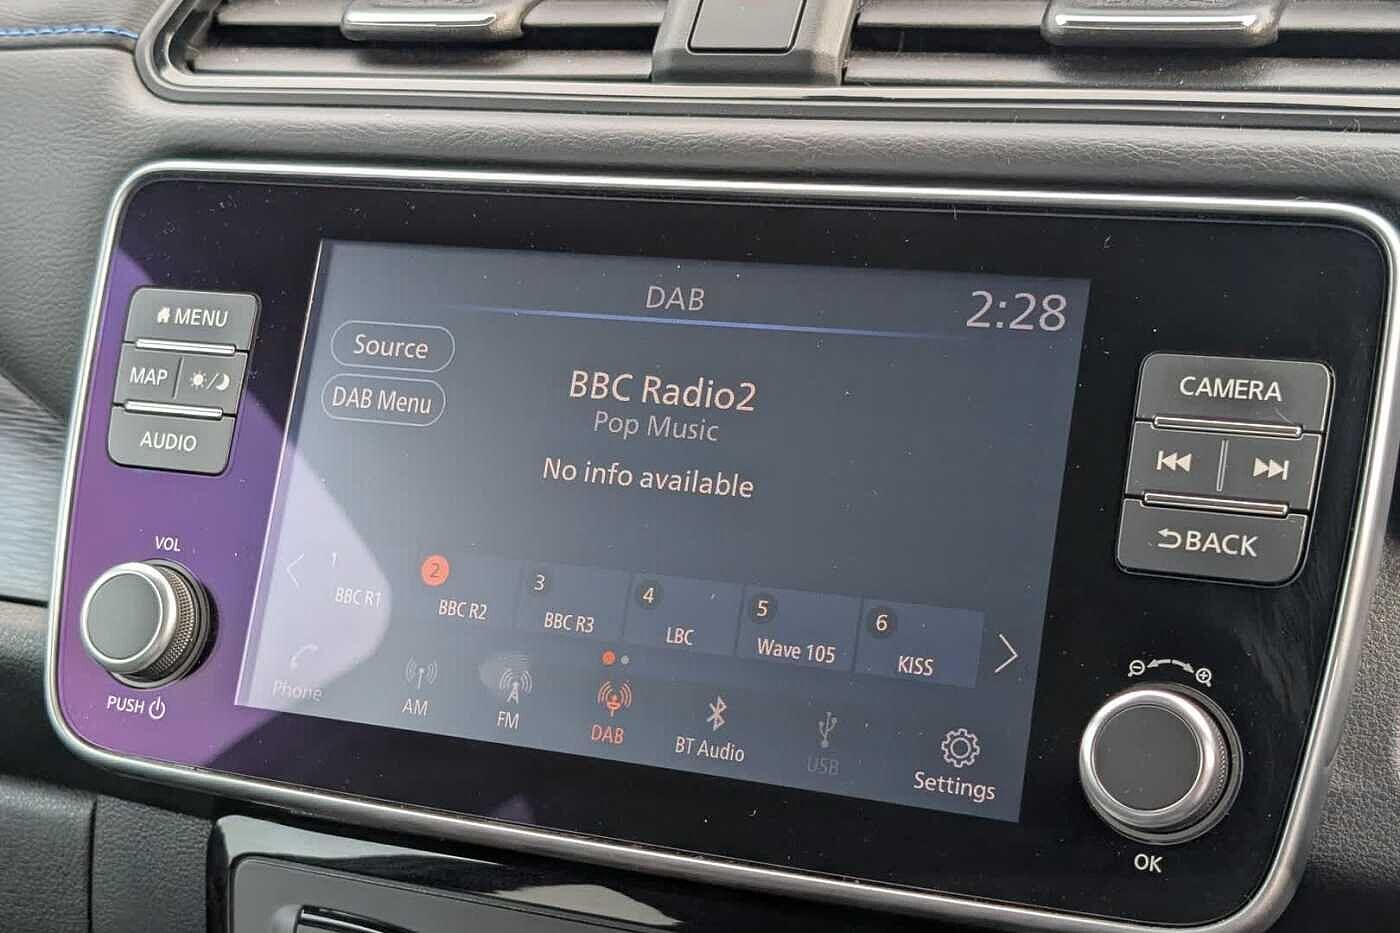 DAB
2:28
Source
DAB Menu
BBC Radio2
Pop Music
No info available
1
BBC R1
2
BBC R2
3
BBC R3
4
LBC
5
Wave 105
6
KISS
Phone
AM
FM
DAB
BT Audio
USB
Settings
MENU
MAP
AUDIO
VOL
PUSH
CAMERA
BACK
OK